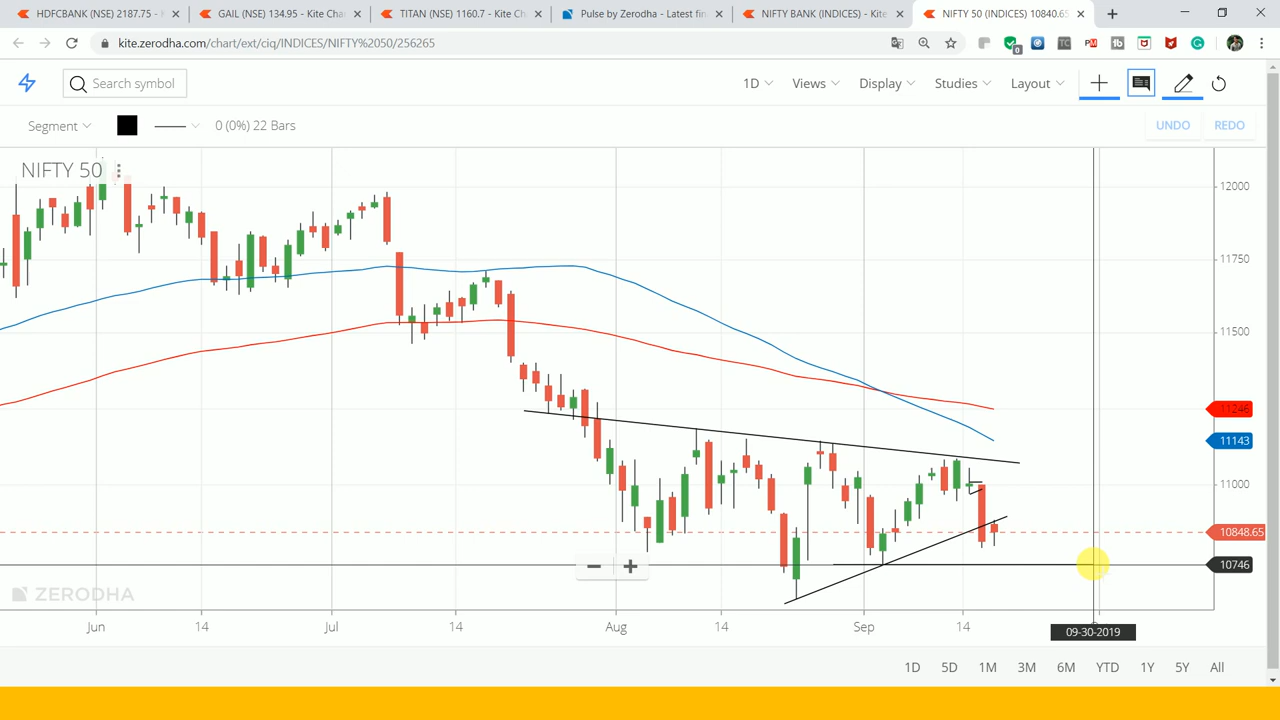 HDFCBANK (NSE) 2187.75 - K
GAIL (NSE) 134.95 - Kite Cha
TITAN (NSE) 1160.7 - Kite Ch
Pulse by Zerodha - Latest fin
NIFTY BANK (INDICES) - Kite
NIFTY 50 (INDICES) 10840.65
kite.zerodha.com/chart/ext/ciq/INDICES/NIFTY%2050/256265
Search symbol
1D Views Display Studies Layout
Segment 0 (0%) 22 Bars UNDO REDO
NIFTY 50
12000
11750
11500
11246
11143
11000
10848.65
10746
ZERODHA
Jun 14 Jul 14 Aug 14 Sep 14
09-30-2019
1D 5D 1M 3M 6M YTD 1Y 5Y All